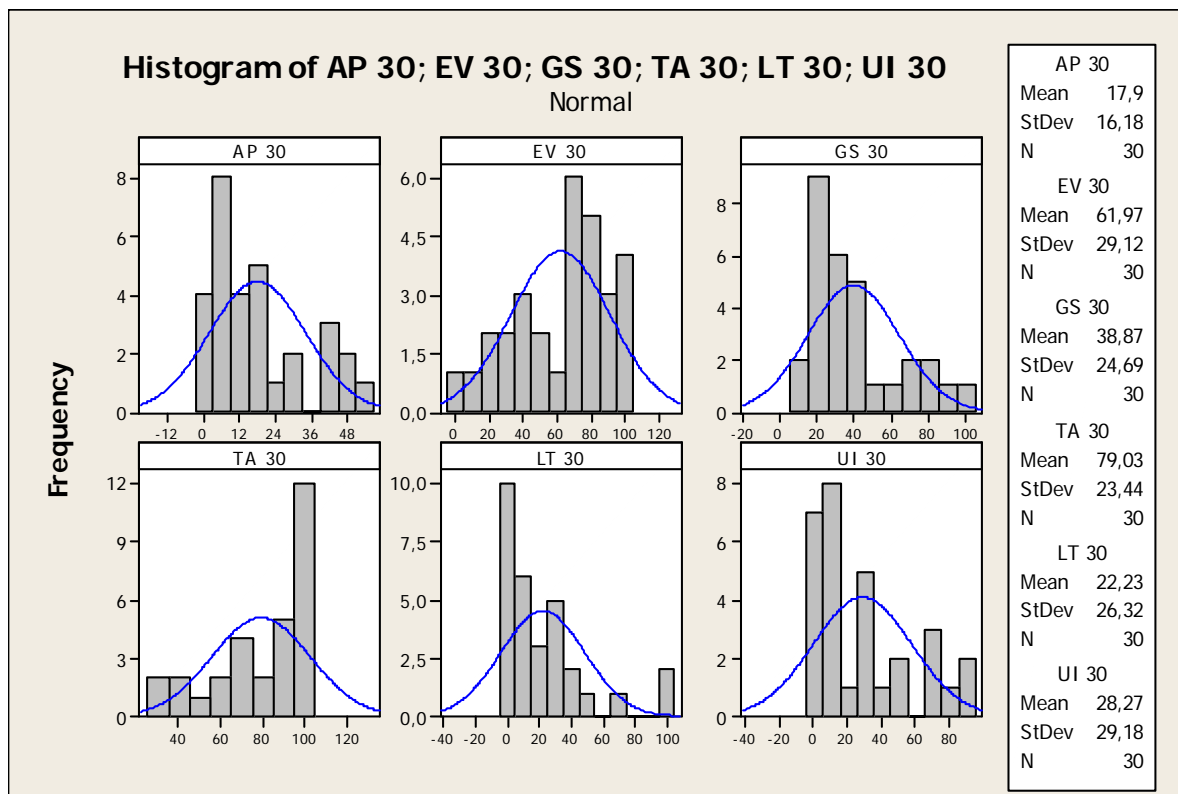 Histogram of AP 30; EV 30; GS 30; TA 30; LT 30; UI 30
Normal
Frequency
AP 30
8
6
4
2
0
-12 0 12 24 36 48
EV 30
6,0
4,5
3,0
1,5
0,0
0 20 40 60 80 100 120
GS 30
8
6
4
2
0
-20 0 20 40 60 80 100
TA 30
12
9
6
3
0
40 60 80 100 120
LT 30
10,0
7,5
5,0
2,5
0,0
-40 -20 0 20 40 60 80 100
UI 30
8
6
4
2
0
-40 -20 0 20 40 60 80
AP 30
Mean 17,9
StDev 16,18
N 30
EV 30
Mean 61,97
StDev 29,12
N 30
GS 30
Mean 38,87
StDev 24,69
N 30
TA 30
Mean 79,03
StDev 23,44
N 30
LT 30
Mean 22,23
StDev 26,32
N 30
UI 30
Mean 28,27
StDev 29,18
N 30